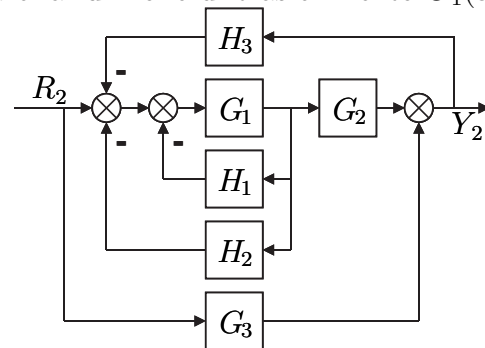 H₃
-
R₂ G₁ G₂ Y₂
- -
H₁
H₂
G₃